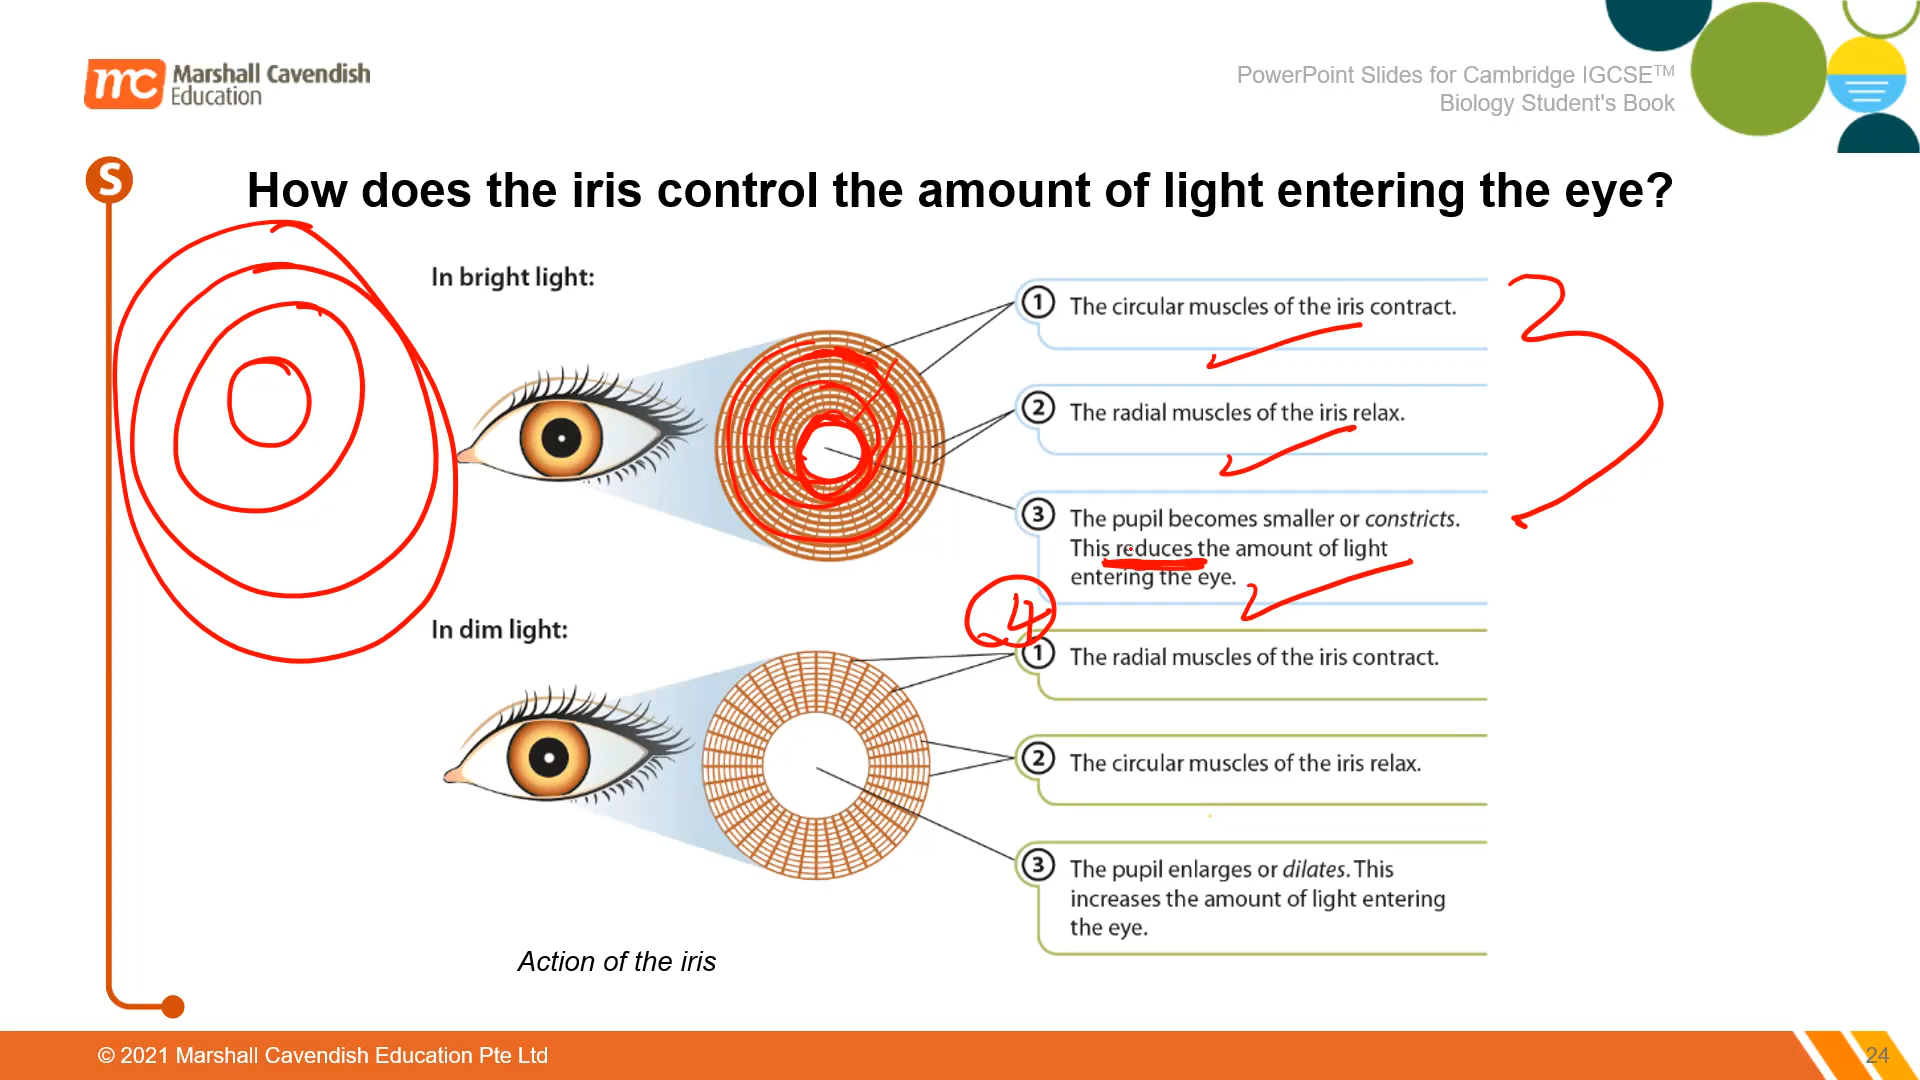 mc Marshall Cavendish
Education
PowerPoint Slides for Cambridge IGCSE™
Biology Student's Book
S
How does the iris control the amount of light entering the eye?
In bright light:
1 The circular muscles of the iris contract.
2 The radial muscles of the iris relax.
3 The pupil becomes smaller or constricts.
This reduces the amount of light
entering the eye.
4
In dim light:
1 The radial muscles of the iris contract.
2 The circular muscles of the iris relax.
3 The pupil enlarges or dilates. This
increases the amount of light entering
the eye.
Action of the iris
© 2021 Marshall Cavendish Education Pte Ltd
24